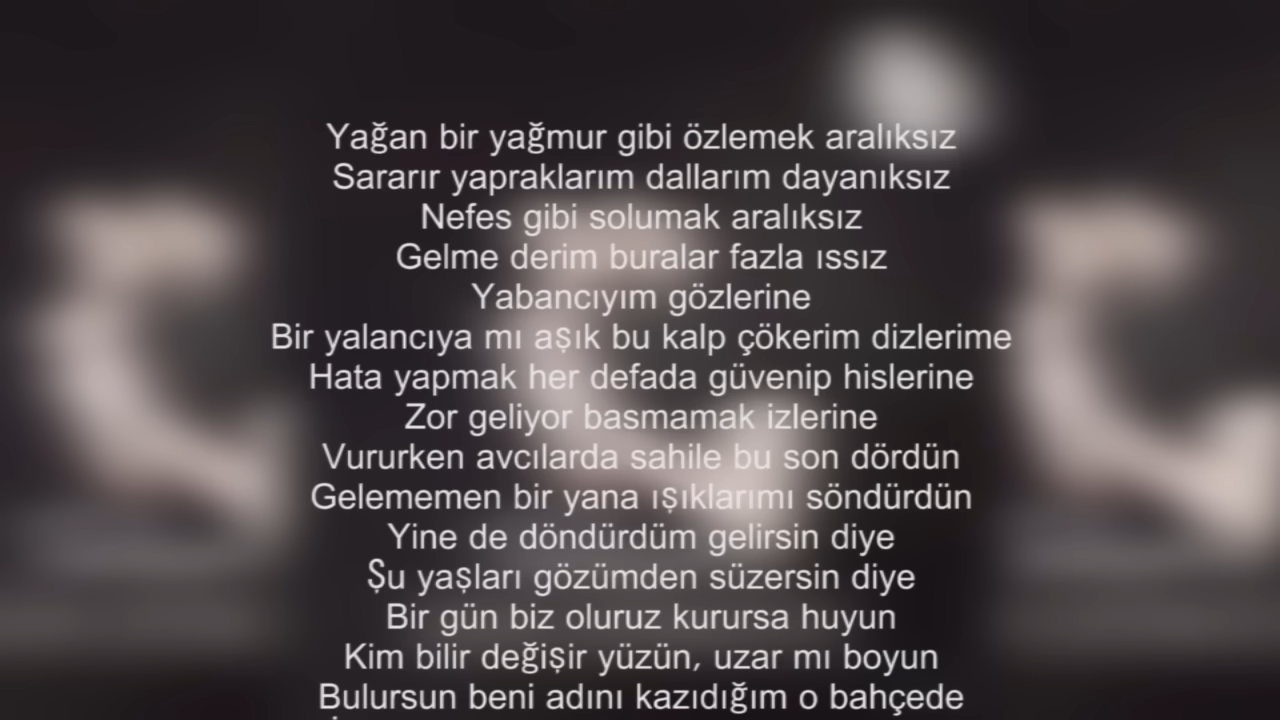 Yağan bir yağmur gibi özlemek aralıksız
Sararır yapraklarım dallarım dayanıksız
Nefes gibi solumak aralıksız
Gelme derim buralar fazla ıssız
Yabancıyım gözlerine
Bir yalancıya mı aşık bu kalp çökerim dizlerime
Hata yapmak her defada güvenip hislerine
Zor geliyor basmamak izlerine
Vururken avcılarda sahile bu son dördün
Gelememen bir yana ışıklarımı söndürdün
Yine de döndürdüm gelirsin diye
Şu yaşları gözümden süzersin diye
Bir gün biz oluruz kurursa huyun
Kim bilir değişir yüzün, uzar mı boyun
Bulursun beni adını kazıdığım o bahçede